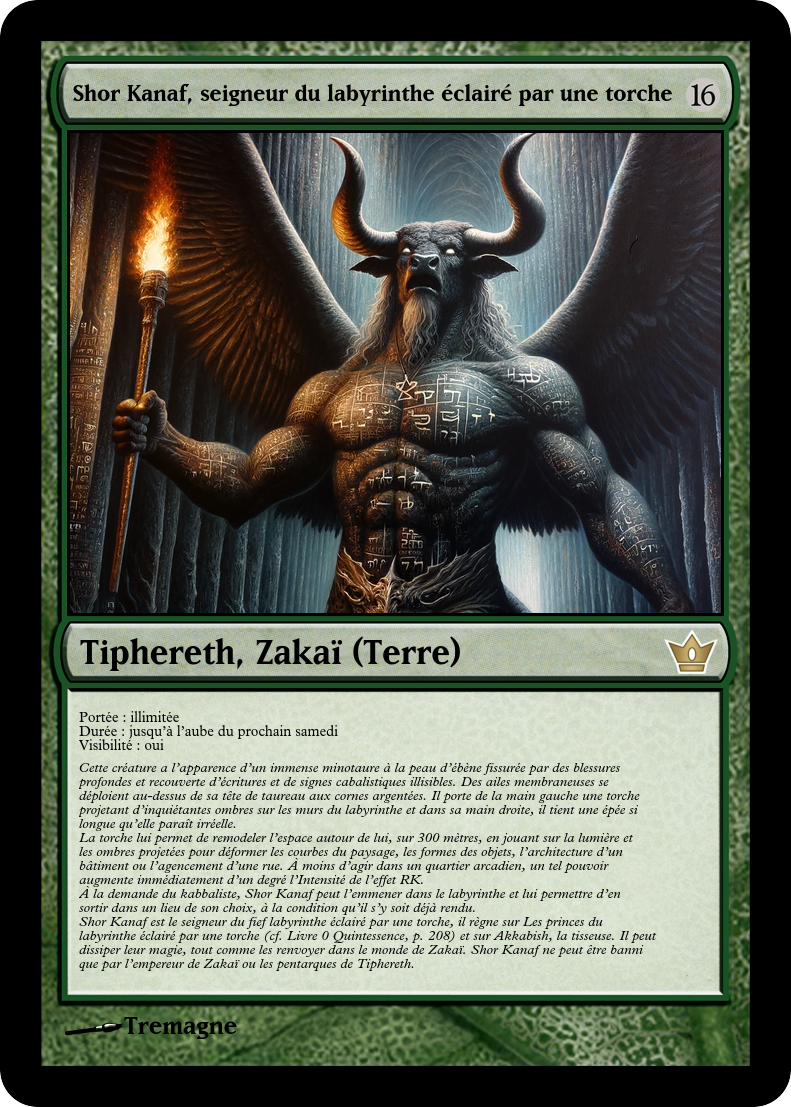 Shor Kanaf, seigneur du labyrinthe éclairé par une torche 16
Tiphereth, Zakaï (Terre)
Portée : illimitée
Durée : jusqu'à l'aube du prochain samedi
Visibilité : oui
Cette créature a l'apparence d'un immense minotaure à la peau d'ébène fissurée par des blessures
profondes et recouverte d'écritures et de signes cabalistiques illisibles. Des ailes membraneuses se
déploient au-dessus de sa tête de taureau aux cornes argentées. Il porte de la main gauche une torche
projetant d'inquiétantes ombres sur les murs du labyrinthe et dans sa main droite, il tient une épée si
longue qu'elle paraît irréelle.
La torche lui permet de remodeler l'espace autour de lui, sur 300 mètres, en jouant sur la lumière et
les ombres projetées pour déformer les courbes du paysage, les formes des objets, l'architecture d'un
bâtiment ou l'agencement d'une rue. À moins d'agir dans un quartier arcadien, un tel pouvoir
augmente immédiatement d'un degré l'Intensité de l'effet RK.
À la demande du kabbaliste, Shor Kanaf peut l'emmener dans le labyrinthe et lui permettre d'en
sortir dans un lieu de son choix, à la condition qu'il s'y soit déjà rendu.
Shor Kanaf est le seigneur du fief labyrinthe éclairé par une torche, il règne sur Les princes du
labyrinthe éclairé par une torche (cf. Livre 0 Quintessence, p. 208) et sur Akkabish, la tisseuse. Il peut
dissiper leur magie, tout comme les renvoyer dans le monde de Zakaï. Shor Kanaf ne peut être banni
que par l'empereur de Zakaï ou les pentarques de Tiphereth.
Tremagne